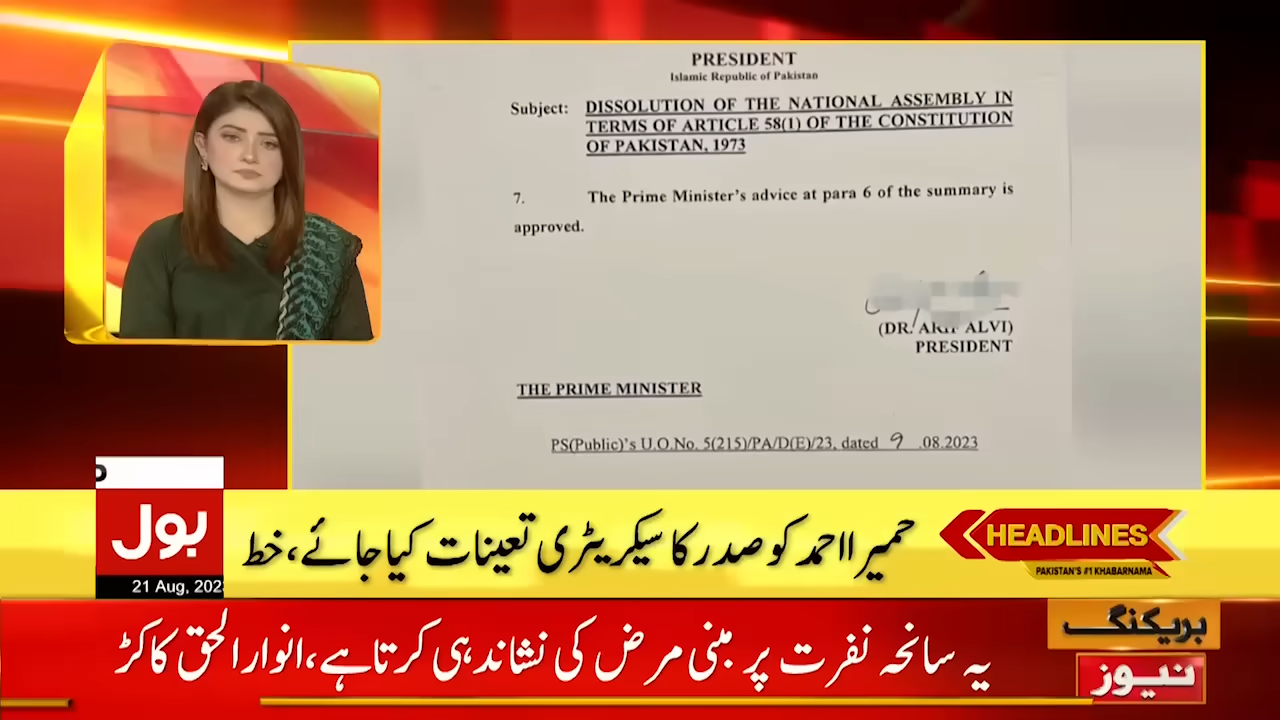 PRESIDENT
Islamic Republic of Pakistan
Subject: DISSOLUTION OF THE NATIONAL ASSEMBLY IN
TERMS OF ARTICLE 58(1) OF THE CONSTITUTION
OF PAKISTAN, 1973
7. The Prime Minister's advice at para 6 of the summary is
approved.
(DR. ARIF ALVI)
PRESIDENT
THE PRIME MINISTER
PS(Public)'s U.O.No. 5(215)/PA/D(E)/23, dated 9 .08.2023
بول
21 Aug, 202
حمیرا احمد کو صدر کا سیکریٹری تعینات کیا جائے، خط
HEADLINES
PAKISTAN'S #1 KHABARNAMA
بریکنگ
نیوز
یہ سانحہ نفرت پر مبنی مرض کی نشاندہی کرتا ہے، انوار الحق کاکڑ